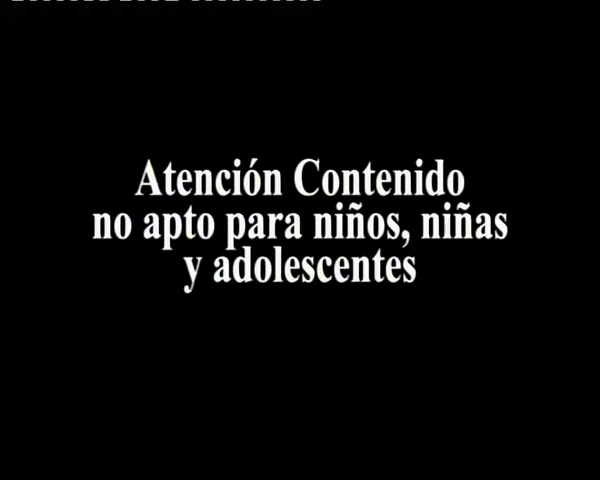 Atención Contenido
no apto para niños, niñas
y adolescentes